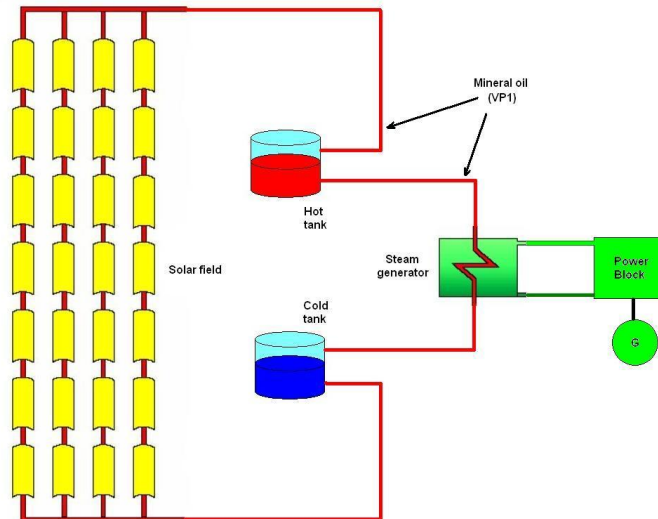 Mineral oil
(VP1)
Hot
tank
Solar field
Steam
generator
Power
Block
Cold
tank
G